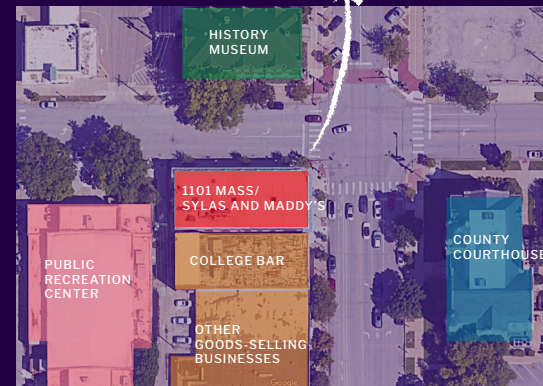 HISTORY
MUSEUM
1101 MASS/
SYLAS AND MADDY'S
COLLEGE BAR
COUNTY
COURTHOUSE
PUBLIC
RECREATION
CENTER
OTHER
GOODS-SELLING
BUSINESSES
Google